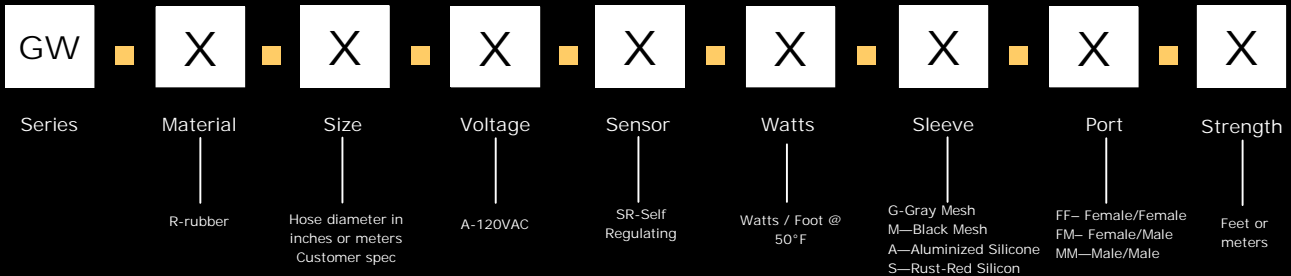 GW X X X X X X X X
Series Material Size Voltage Sensor Watts Sleeve Port Strength
R-rubber
Hose diameter in
inches or meters
Customer spec
A-120VAC
SR-Self
Regulating
Watts / Foot @
50°F
G-Gray Mesh
M—Black Mesh
A—Aluminized Silicone
S—Rust-Red Silicon
FF– Female/Female
FM– Female/Male
MM—Male/Male
Feet or
meters